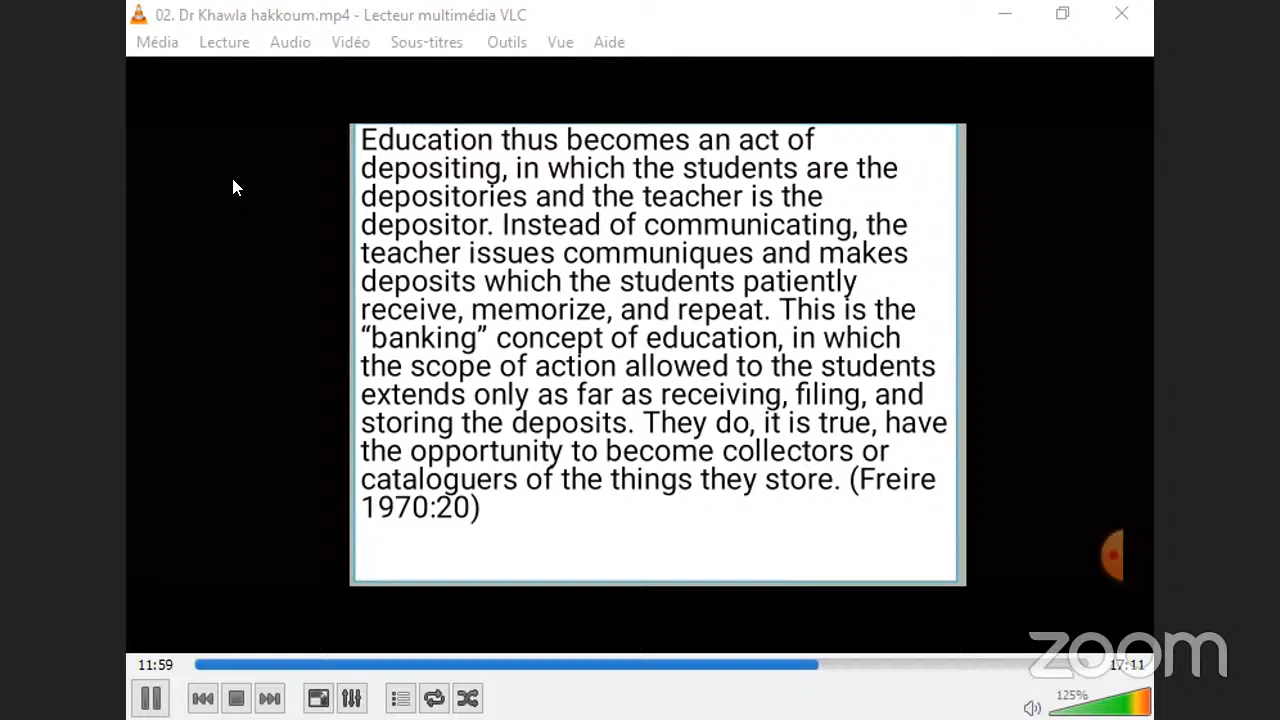 02. Dr Khawla hakkoum.mp4 - Lecteur multimédia VLC
Média Lecture Audio Vidéo Sous-titres Outils Vue Aide
Education thus becomes an act of
depositing, in which the students are the
depositories and the teacher is the
depositor. Instead of communicating, the
teacher issues communiques and makes
deposits which the students patiently
receive, memorize, and repeat. This is the
“banking” concept of education, in which
the scope of action allowed to the students
extends only as far as receiving, filing, and
storing the deposits. They do, it is true, have
the opportunity to become collectors or
cataloguers of the things they store. (Freire
1970:20)
zoom
11:59 17:11
125%